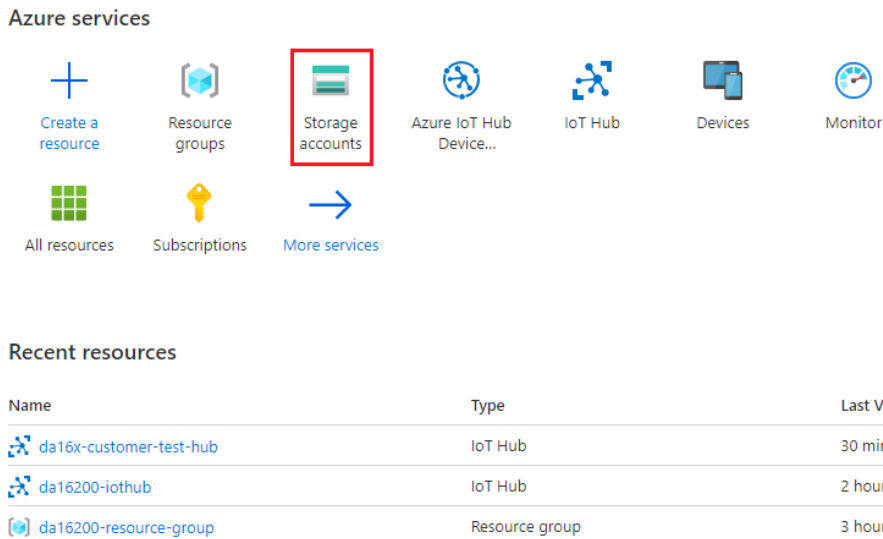 Azure services
Create a resource
Resource groups
Storage accounts
Azure IoT Hub Device...
IoT Hub
Devices
Monitor
All resources
Subscriptions
More services
Recent resources
Name Type Last V
da16x-customer-test-hub IoT Hub 30 min
da16200-iothub IoT Hub 2 hour
da16200-resource-group Resource group 3 hour